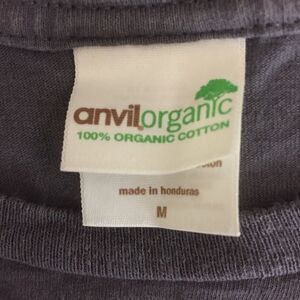 anvilorganic
100% ORGANIC COTTON
made in honduras
M